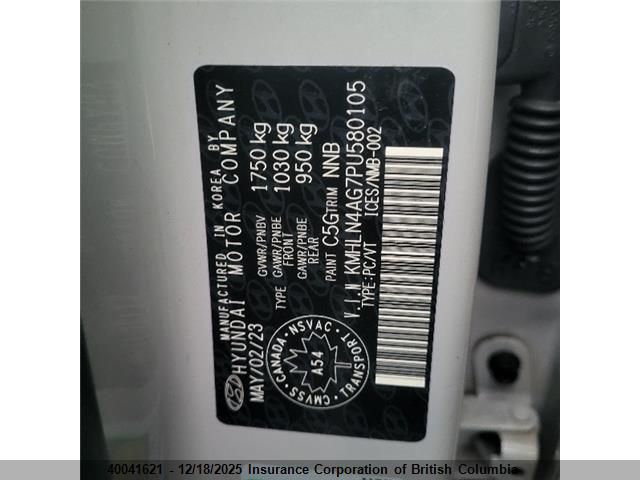 MANUFACTURED IN KOREA BY
HYUNDAI MOTOR COMPANY
MAY/02/23
GVWR/PNBV 1750 kg
TYPE GAWR/PNBE FRONT 1030 kg
GAWR/PNBE REAR 950 kg
PAINT C5G TRIM NNB
V.I.N KMHLN4AG7PU580105
TYPE:PC/VT ICES/NMB-002
CANADA · NSVAC · TRANSPORT · CMVSS
A54
40041621 - 12/18/2025 Insurance Corporation of British Columbia